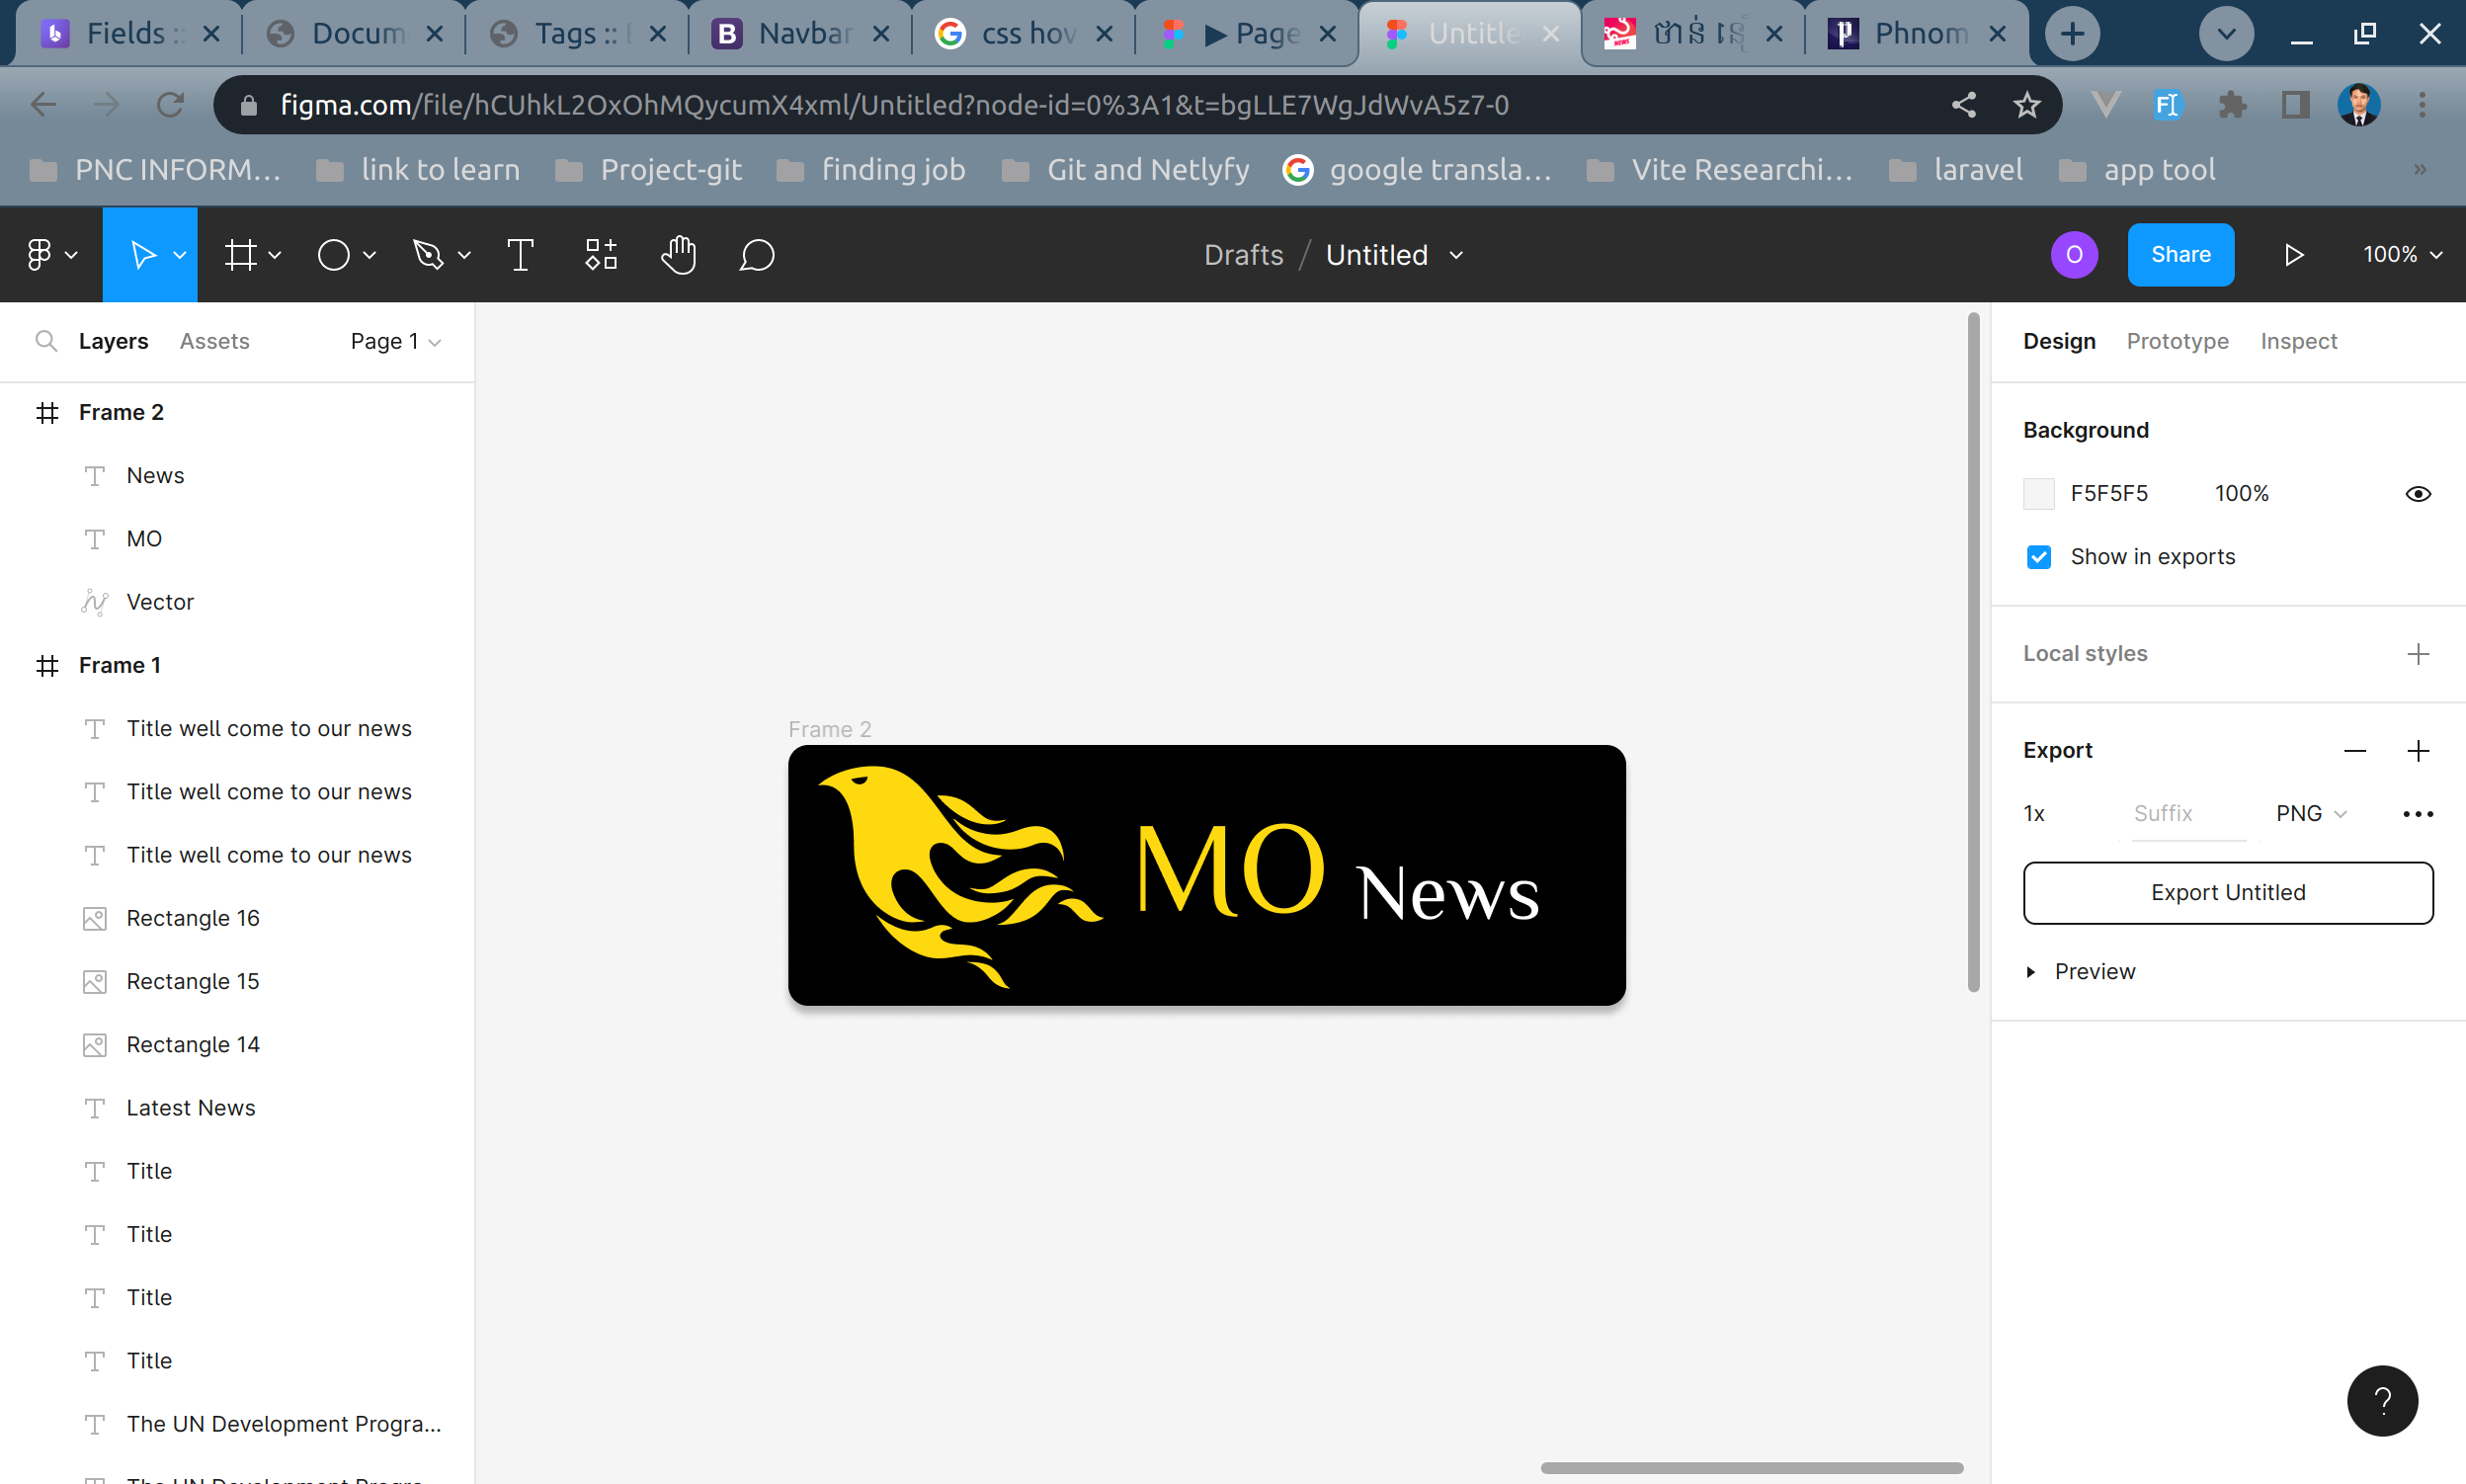 Fields ::
Docum
Tags ::
Navbar
css hov
▶ Page
Untitle
ឋាន់
Phnom
figma.com/file/hCUhkL2OxOhMQycumX4xml/Untitled?node-id=0%3A1&t=bgLLE7WgJdWvA5z7-0
PNC INFORM...
link to learn
Project-git
finding job
Git and Netlyfy
google transla...
Vite Researchi...
laravel
app tool
»
Drafts / Untitled
O
Share
100%
Layers
Assets
Page 1
Frame 2
News
MO
Vector
Frame 1
Title well come to our news
Title well come to our news
Title well come to our news
Rectangle 16
Rectangle 15
Rectangle 14
Latest News
Title
Title
Title
Title
The UN Development Progra...
Frame 2
MO News
Design
Prototype
Inspect
Background
F5F5F5
100%
Show in exports
Local styles
Export
1x
Suffix
PNG
Export Untitled
Preview
?